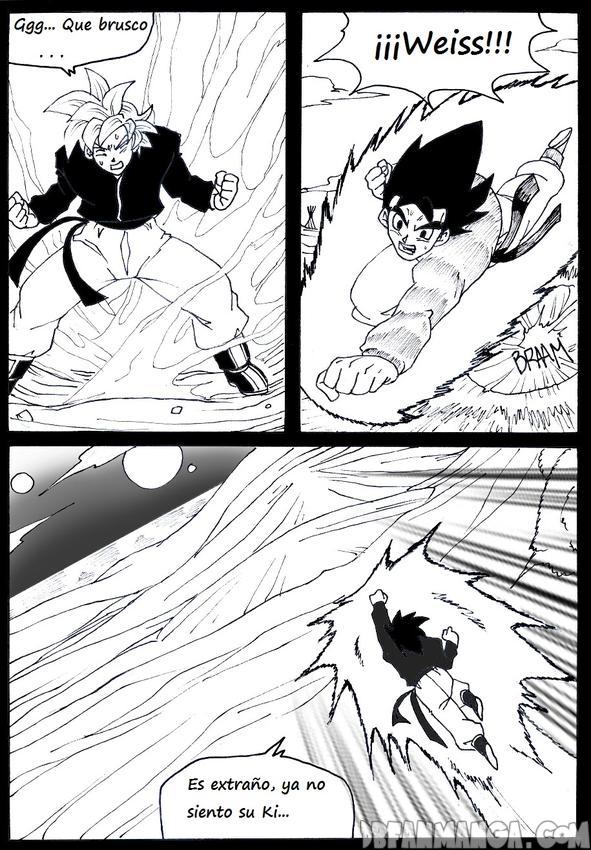 Ggg... Que brusco
...
¡¡¡Weiss!!!
BRAAM
Es extraño, ya no
siento su Ki...
DBFANMANGA.COM